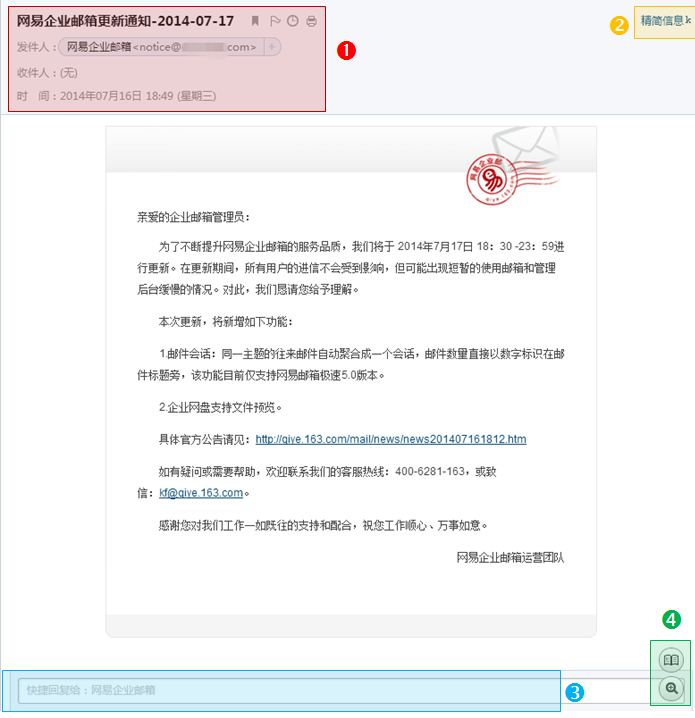 网易企业邮箱更新通知-2014-07-17
精简信息
2
1
发件人：网易企业邮箱<notice@ .com>
收件人：(无)
时 间：2014年07月16日 18:49 (星期三)
网易企业邮
qiye.163.com
亲爱的企业邮箱管理员：
为了不断提升网易企业邮箱的服务品质，我们将于 2014年7月17日 18：30 -23：59进
行更新。在更新期间，所有用户的进信不会受到影响，但可能出现短暂的使用邮箱和管理
后台缓慢的情况。对此，我们恳请您给予理解。
本次更新，将新增如下功能：
1.邮件会话：同一主题的往来邮件自动聚合成一个会话，邮件数量直接以数字标识在邮
件标题旁，该功能目前仅支持网易邮箱极速5.0版本。
2.企业网盘支持文件预览。
具体官方公告请见：http://qiye.163.com/mail/news/news201407161812.htm
如有疑问或需要帮助，欢迎联系我们的客服热线：400-6281-163，或致
信：kf@qiye.163.com。
感谢您对我们工作一如既往的支持和配合，祝您工作顺心、万事如意。
网易企业邮箱运营团队
4
快捷回复给：网易企业邮箱
3